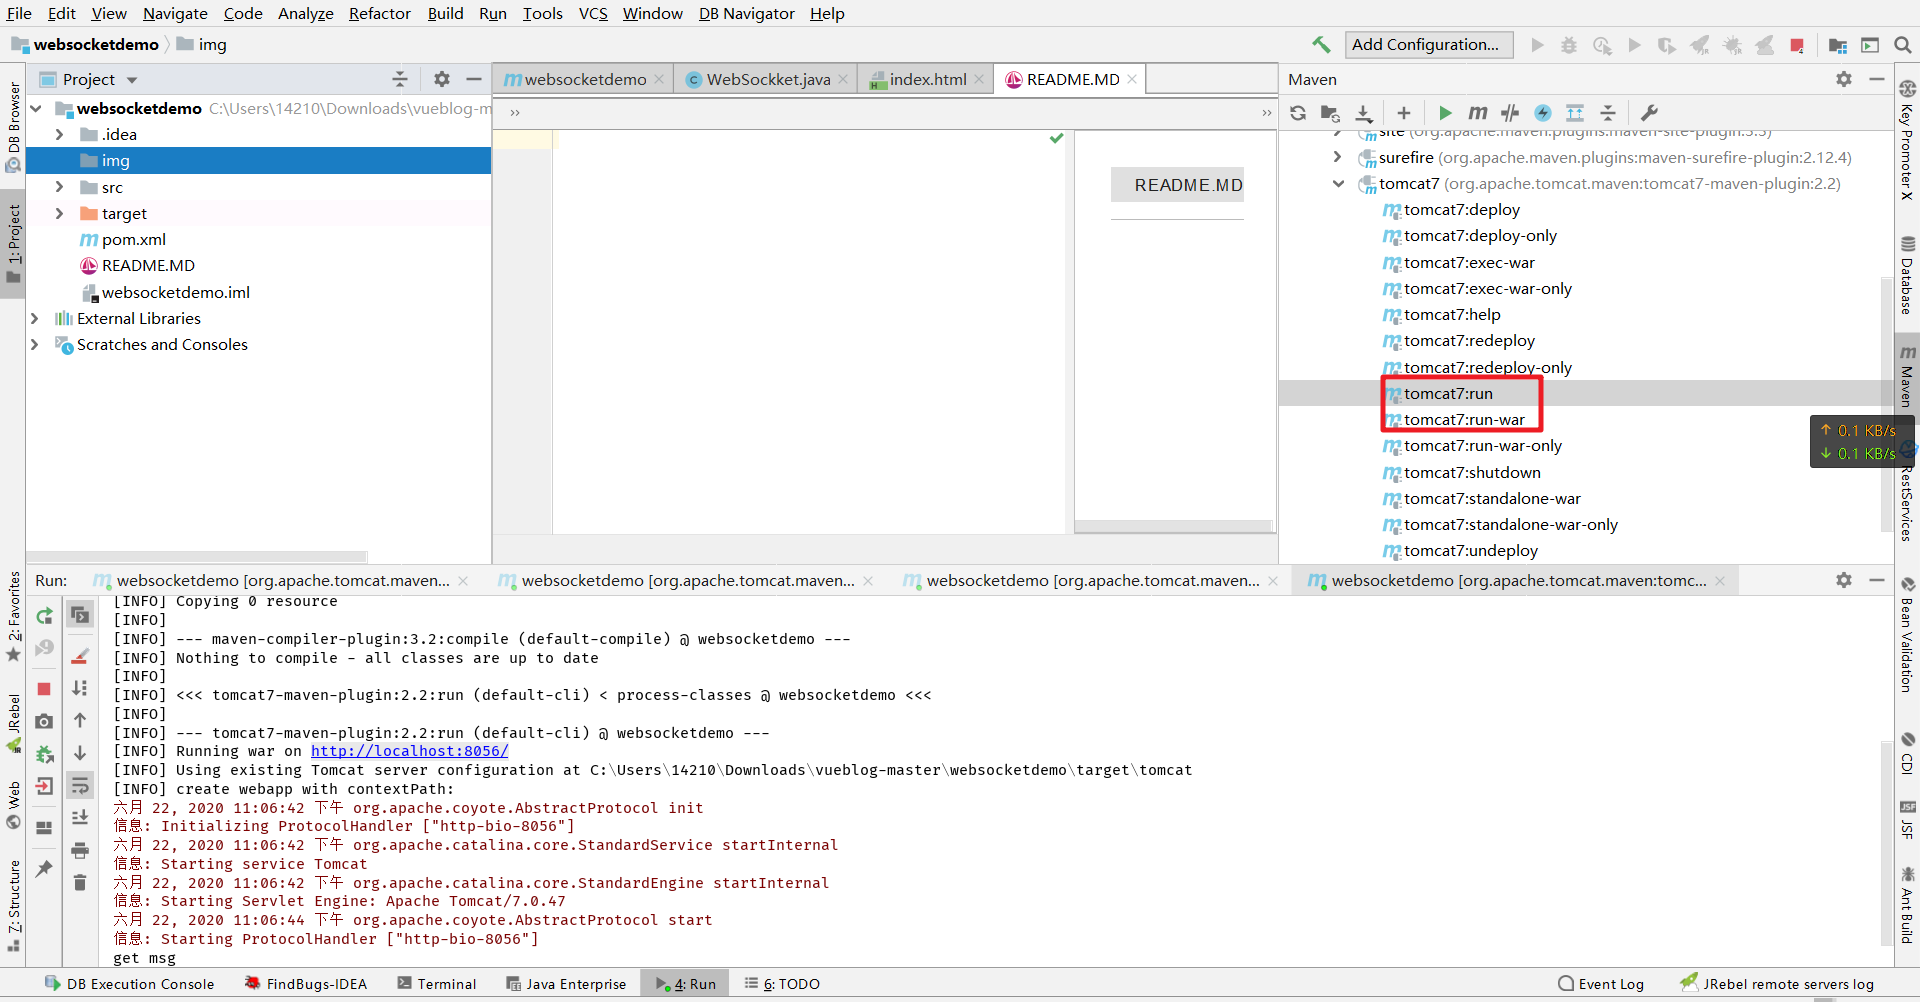 File Edit View Navigate Code Analyze Refactor Build Run Tools VCS Window DB Navigator Help
websocketdemo img
Add Configuration...
Project
websocketdemo C:\Users\14210\Downloads\vueblog-m
.idea
img
src
target
pom.xml
README.MD
websocketdemo.iml
External Libraries
Scratches and Consoles
websocketdemo
WebSockket.java
index.html
README.MD
»
»
README.MD
Maven
site (org.apache.maven.plugins:maven-site-plugin:3.3)
surefire (org.apache.maven.plugins:maven-surefire-plugin:2.12.4)
tomcat7 (org.apache.tomcat.maven:tomcat7-maven-plugin:2.2)
tomcat7:deploy
tomcat7:deploy-only
tomcat7:exec-war
tomcat7:exec-war-only
tomcat7:help
tomcat7:redeploy
tomcat7:redeploy-only
tomcat7:run
tomcat7:run-war
tomcat7:run-war-only
tomcat7:shutdown
tomcat7:standalone-war
tomcat7:standalone-war-only
tomcat7:undeploy
↑ 0.1 KB/s
↓ 0.1 KB/s
DB Browser
1: Project
2: Favorites
JRebel
Web
7: Structure
Key Promoter X
Database
Maven
RestServices
Bean Validation
CDI
JSF
Ant Build
Run:
websocketdemo [org.apache.tomcat.maven...
websocketdemo [org.apache.tomcat.maven...
websocketdemo [org.apache.tomcat.maven...
websocketdemo [org.apache.tomcat.maven:tomc...
[INFO] Copying 0 resource
[INFO]
[INFO] --- maven-compiler-plugin:3.2:compile (default-compile) @ websocketdemo ---
[INFO] Nothing to compile - all classes are up to date
[INFO]
[INFO] <<< tomcat7-maven-plugin:2.2:run (default-cli) < process-classes @ websocketdemo <<<
[INFO]
[INFO] --- tomcat7-maven-plugin:2.2:run (default-cli) @ websocketdemo ---
[INFO] Running war on http://localhost:8056/
[INFO] Using existing Tomcat server configuration at C:\Users\14210\Downloads\vueblog-master\websocketdemo\target\tomcat
[INFO] create webapp with contextPath:
六月 22, 2020 11:06:42 下午 org.apache.coyote.AbstractProtocol init
信息: Initializing ProtocolHandler ["http-bio-8056"]
六月 22, 2020 11:06:42 下午 org.apache.catalina.core.StandardService startInternal
信息: Starting service Tomcat
六月 22, 2020 11:06:42 下午 org.apache.catalina.core.StandardEngine startInternal
信息: Starting Servlet Engine: Apache Tomcat/7.0.47
六月 22, 2020 11:06:44 下午 org.apache.coyote.AbstractProtocol start
信息: Starting ProtocolHandler ["http-bio-8056"]
get msg
DB Execution Console FindBugs-IDEA Terminal Java Enterprise 4: Run 6: TODO Event Log JRebel remote servers log